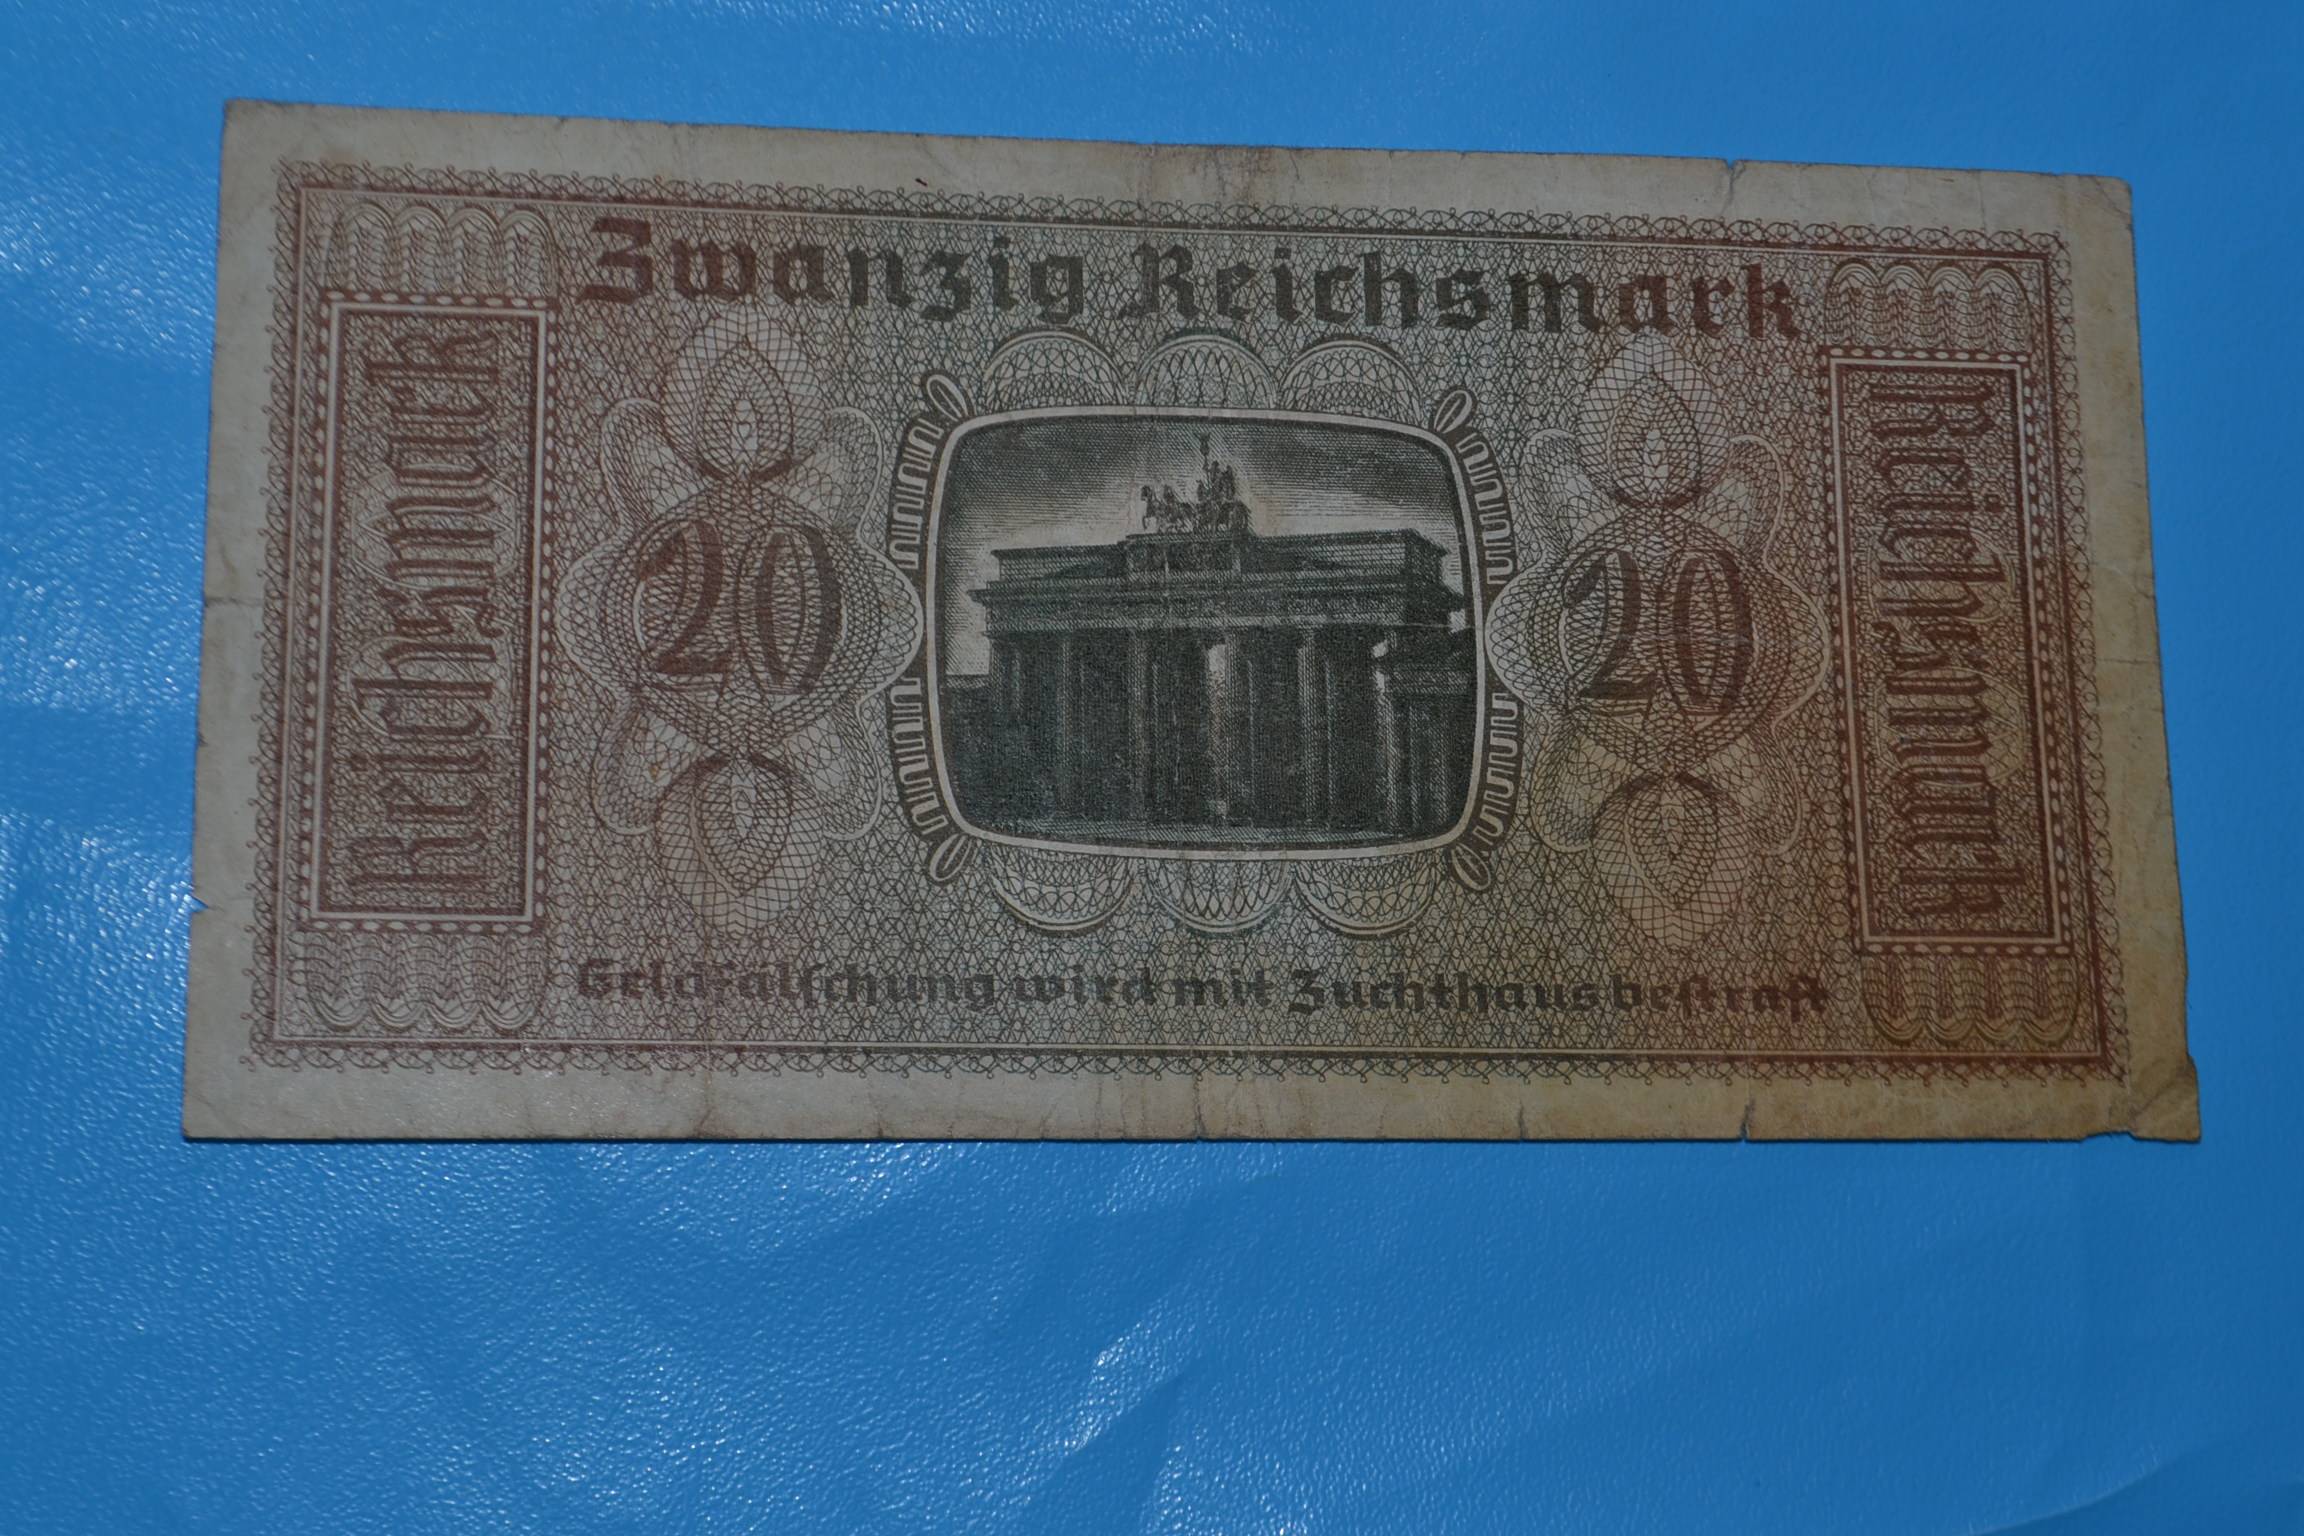 Zwanzig Reichsmark
Reichsmark
20
20
Reichsmark
Geldfälschung wird mit Zuchthaus bestraft